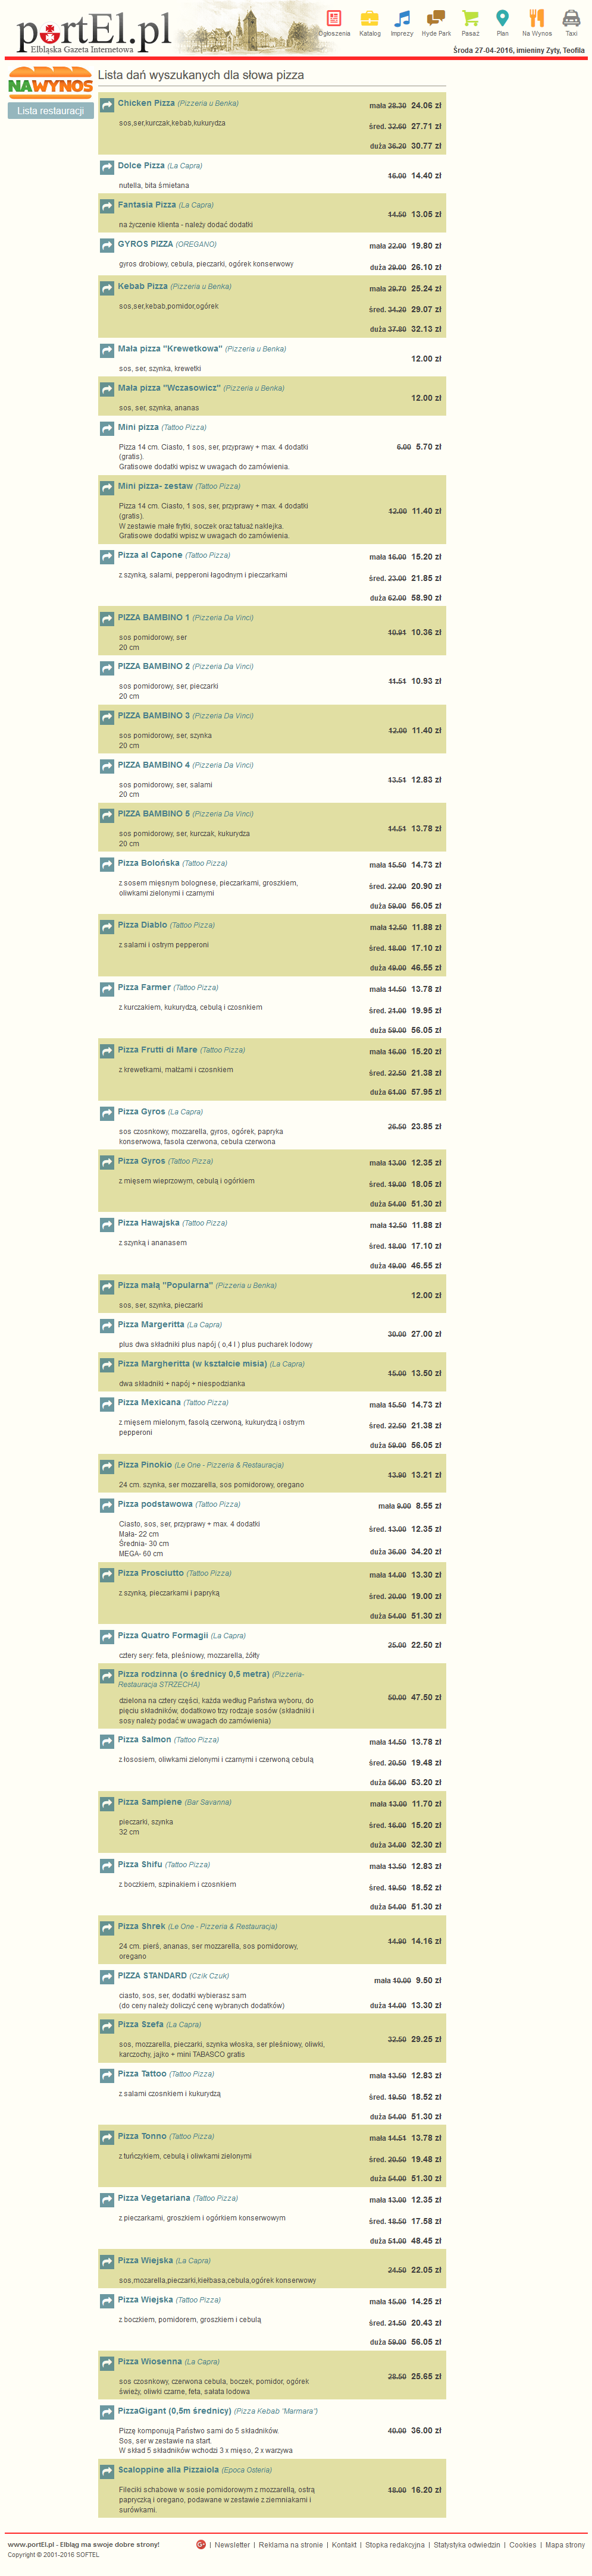 portEl.pl
Elbląska Gazeta Internetowa
Ogłoszenia Katalog Imprezy Hyde Park Pasaż Plan Na Wynos Taxi
Środa 27-04-2016, imieniny Zyty, Teofila
NAWYNOS
Lista restauracji
Lista dań wyszukanych dla słowa pizza
Chicken Pizza (Pizzeria u Benka)
mała 28.30 24.06 zł
sos,ser,kurczak,kebab,kukurydza
śred. 32.60 27.71 zł
duża 36.20 30.77 zł
Dolce Pizza (La Capra)
16.00 14.40 zł
nutella, bita śmietana
Fantasia Pizza (La Capra)
14.50 13.05 zł
na życzenie klienta - należy dodać dodatki
GYROS PIZZA (OREGANO)
mała 22.00 19.80 zł
gyros drobiowy, cebula, pieczarki, ogórek konserwowy
duża 29.00 26.10 zł
Kebab Pizza (Pizzeria u Benka)
mała 29.70 25.24 zł
sos,ser,kebab,pomidor,ogórek
śred. 34.20 29.07 zł
duża 37.80 32.13 zł
Mała pizza "Krewetkowa" (Pizzeria u Benka)
12.00 zł
sos, ser, szynka, krewetki
Mała pizza "Wczasowicz" (Pizzeria u Benka)
12.00 zł
sos, ser, szynka, ananas
Mini pizza (Tattoo Pizza)
Pizza 14 cm. Ciasto, 1 sos, ser, przyprawy + max. 4 dodatki
6.00 5.70 zł
(gratis).
Gratisowe dodatki wpisz w uwagach do zamówienia.
Mini pizza- zestaw (Tattoo Pizza)
Pizza 14 cm. Ciasto, 1 sos, ser, przyprawy + max. 4 dodatki
12.00 11.40 zł
(gratis).
W zestawie małe frytki, soczek oraz tatuaż naklejka.
Gratisowe dodatki wpisz w uwagach do zamówienia.
Pizza al Capone (Tattoo Pizza)
mała 16.00 15.20 zł
z szynką, salami, pepperoni łagodnym i pieczarkami
śred. 23.00 21.85 zł
duża 62.00 58.90 zł
PIZZA BAMBINO 1 (Pizzeria Da Vinci)
10.91 10.36 zł
sos pomidorowy, ser
20 cm
PIZZA BAMBINO 2 (Pizzeria Da Vinci)
11.51 10.93 zł
sos pomidorowy, ser, pieczarki
20 cm
PIZZA BAMBINO 3 (Pizzeria Da Vinci)
12.00 11.40 zł
sos pomidorowy, ser, szynka
20 cm
PIZZA BAMBINO 4 (Pizzeria Da Vinci)
13.51 12.83 zł
sos pomidorowy, ser, salami
20 cm
PIZZA BAMBINO 5 (Pizzeria Da Vinci)
14.51 13.78 zł
sos pomidorowy, ser, kurczak, kukurydza
20 cm
Pizza Bolońska (Tattoo Pizza)
mała 15.50 14.73 zł
z sosem mięsnym bolognese, pieczarkami, groszkiem,
śred. 22.00 20.90 zł
oliwkami zielonymi i czarnymi
duża 59.00 56.05 zł
Pizza Diablo (Tattoo Pizza)
mała 12.50 11.88 zł
z salami i ostrym pepperoni
śred. 18.00 17.10 zł
duża 49.00 46.55 zł
Pizza Farmer (Tattoo Pizza)
mała 14.50 13.78 zł
z kurczakiem, kukurydzą, cebulą i czosnkiem
śred. 21.00 19.95 zł
duża 59.00 56.05 zł
Pizza Frutti di Mare (Tattoo Pizza)
mała 16.00 15.20 zł
z krewetkami, małżami i czosnkiem
śred. 22.50 21.38 zł
duża 61.00 57.95 zł
Pizza Gyros (La Capra)
26.50 23.85 zł
sos czosnkowy, mozzarella, gyros, ogórek, papryka
konserwowa, fasola czerwona, cebula czerwona
Pizza Gyros (Tattoo Pizza)
mała 13.00 12.35 zł
z mięsem wieprzowym, cebulą i ogórkiem
śred. 19.00 18.05 zł
duża 54.00 51.30 zł
Pizza Hawajska (Tattoo Pizza)
mała 12.50 11.88 zł
z szynką i ananasem
śred. 18.00 17.10 zł
duża 49.00 46.55 zł
Pizza małą "Popularna" (Pizzeria u Benka)
12.00 zł
sos, ser, szynka, pieczarki
Pizza Margeritta (La Capra)
30.00 27.00 zł
plus dwa składniki plus napój ( o,4 l ) plus pucharek lodowy
Pizza Margheritta (w kształcie misia) (La Capra)
15.00 13.50 zł
dwa składniki + napój + niespodzianka
Pizza Mexicana (Tattoo Pizza)
mała 15.50 14.73 zł
z mięsem mielonym, fasolą czerwoną, kukurydzą i ostrym
śred. 22.50 21.38 zł
pepperoni
duża 59.00 56.05 zł
Pizza Pinokio (Le One - Pizzeria & Restauracja)
13.90 13.21 zł
24 cm. szynka, ser mozzarella, sos pomidorowy, oregano
Pizza podstawowa (Tattoo Pizza)
mała 9.00 8.55 zł
Ciasto, sos, ser, przyprawy + max. 4 dodatki
Mała- 22 cm
śred. 13.00 12.35 zł
Średnia- 30 cm
MEGA- 60 cm
duża 36.00 34.20 zł
Pizza Prosciutto (Tattoo Pizza)
mała 14.00 13.30 zł
z szynką, pieczarkami i papryką
śred. 20.00 19.00 zł
duża 54.00 51.30 zł
Pizza Quatro Formagii (La Capra)
25.00 22.50 zł
cztery sery: feta, pleśniowy, mozzarella, żółty
Pizza rodzinna (o średnicy 0,5 metra) (Pizzeria-
Restauracja STRZECHA)
50.00 47.50 zł
dzielona na cztery części, każda według Państwa wyboru, do
pięciu składników, dodatkowo trzy rodzaje sosów (składniki i
sosy należy podać w uwagach do zamówienia)
Pizza Salmon (Tattoo Pizza)
mała 14.50 13.78 zł
z łososiem, oliwkami zielonymi i czarnymi i czerwoną cebulą
śred. 20.50 19.48 zł
duża 56.00 53.20 zł
Pizza Sampiene (Bar Savanna)
mała 13.00 11.70 zł
pieczarki, szynka
śred. 16.00 15.20 zł
32 cm
duża 34.00 32.30 zł
Pizza Shifu (Tattoo Pizza)
mała 13.50 12.83 zł
z boczkiem, szpinakiem i czosnkiem
śred. 19.50 18.52 zł
duża 54.00 51.30 zł
Pizza Shrek (Le One - Pizzeria & Restauracja)
14.90 14.16 zł
24 cm. pierś, ananas, ser mozzarella, sos pomidorowy,
oregano
PIZZA STANDARD (Czik Czuk)
mała 10.00 9.50 zł
ciasto, sos, ser, dodatki wybierasz sam
(do ceny należy doliczyć cenę wybranych dodatków)
duża 14.00 13.30 zł
Pizza Szefa (La Capra)
32.50 29.25 zł
sos, mozzarella, pieczarki, szynka włoska, ser pleśniowy, oliwki,
karczochy, jajko + mini TABASCO gratis
Pizza Tattoo (Tattoo Pizza)
mała 13.50 12.83 zł
z salami czosnkiem i kukurydzą
śred. 19.50 18.52 zł
duża 54.00 51.30 zł
Pizza Tonno (Tattoo Pizza)
mała 14.51 13.78 zł
z tuńczykiem, cebulą i oliwkami zielonymi
śred. 20.50 19.48 zł
duża 54.00 51.30 zł
Pizza Vegetariana (Tattoo Pizza)
mała 13.00 12.35 zł
z pieczarkami, groszkiem i ogórkiem konserwowym
śred. 18.50 17.58 zł
duża 51.00 48.45 zł
Pizza Wiejska (La Capra)
24.50 22.05 zł
sos,mozarella,pieczarki,kiełbasa,cebula,ogórek konserwowy
Pizza Wiejska (Tattoo Pizza)
mała 15.00 14.25 zł
z boczkiem, pomidorem, groszkiem i cebulą
śred. 21.50 20.43 zł
duża 59.00 56.05 zł
Pizza Wiosenna (La Capra)
28.50 25.65 zł
sos czosnkowy, czerwona cebula, boczek, pomidor, ogórek
świeży, oliwki czarne, feta, sałata lodowa
PizzaGigant (0,5m średnicy) (Pizza Kebab "Marmara")
Pizzę komponują Państwo sami do 5 składników.
40.00 36.00 zł
Sos, ser w zestawie na start.
W skład 5 składników wchodzi 3 x mięso, 2 x warzywa
Scaloppine alla Pizzaiola (Epoca Osteria)
Fileciki schabowe w sosie pomidorowym z mozzarellą, ostrą
18.00 16.20 zł
papryczką i oregano, podawane w zestawie z ziemniakami i
surówkami.
www.portEl.pl - Elbląg ma swoje dobre strony!
| Newsletter | Reklama na stronie | Kontakt | Stopka redakcyjna | Statystyka odwiedzin | Cookies | Mapa strony
Copyright © 2001-2016 SOFTEL